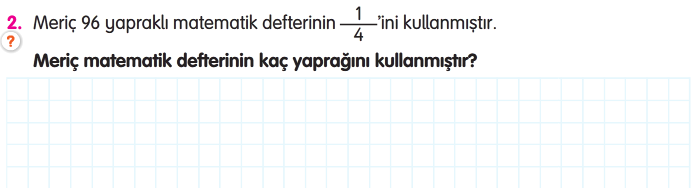 2. Meriç 96 yapraklı matematik defterinin 1/4 'ini kullanmıştır.
?
Meriç matematik defterinin kaç yaprağını kullanmıştır?